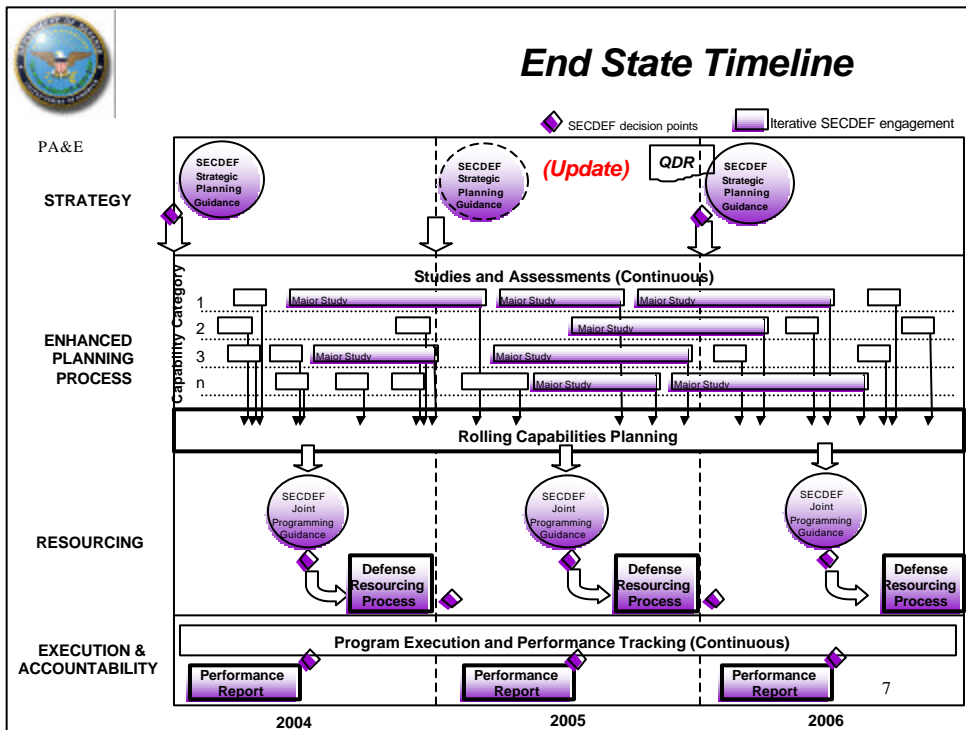 End State Timeline
SECDEF decision points
Iterative SECDEF engagement
PA&E
STRATEGY
SECDEF
Strategic
Planning
Guidance
SECDEF
Strategic
Planning
Guidance
(Update)
QDR
SECDEF
Strategic
Planning
Guidance
ENHANCED
PLANNING
PROCESS
Capability Category
Studies and Assessments (Continuous)
1
Major Study
Major Study
Major Study
2
Major Study
3
Major Study
Major Study
n
Major Study
Major Study
Rolling Capabilities Planning
RESOURCING
SECDEF
Joint
Programming
Guidance
Defense
Resourcing
Process
SECDEF
Joint
Programming
Guidance
Defense
Resourcing
Process
SECDEF
Joint
Programming
Guidance
Defense
Resourcing
Process
EXECUTION &
ACCOUNTABILITY
Program Execution and Performance Tracking (Continuous)
Performance
Report
Performance
Report
Performance
Report
7
2004
2005
2006